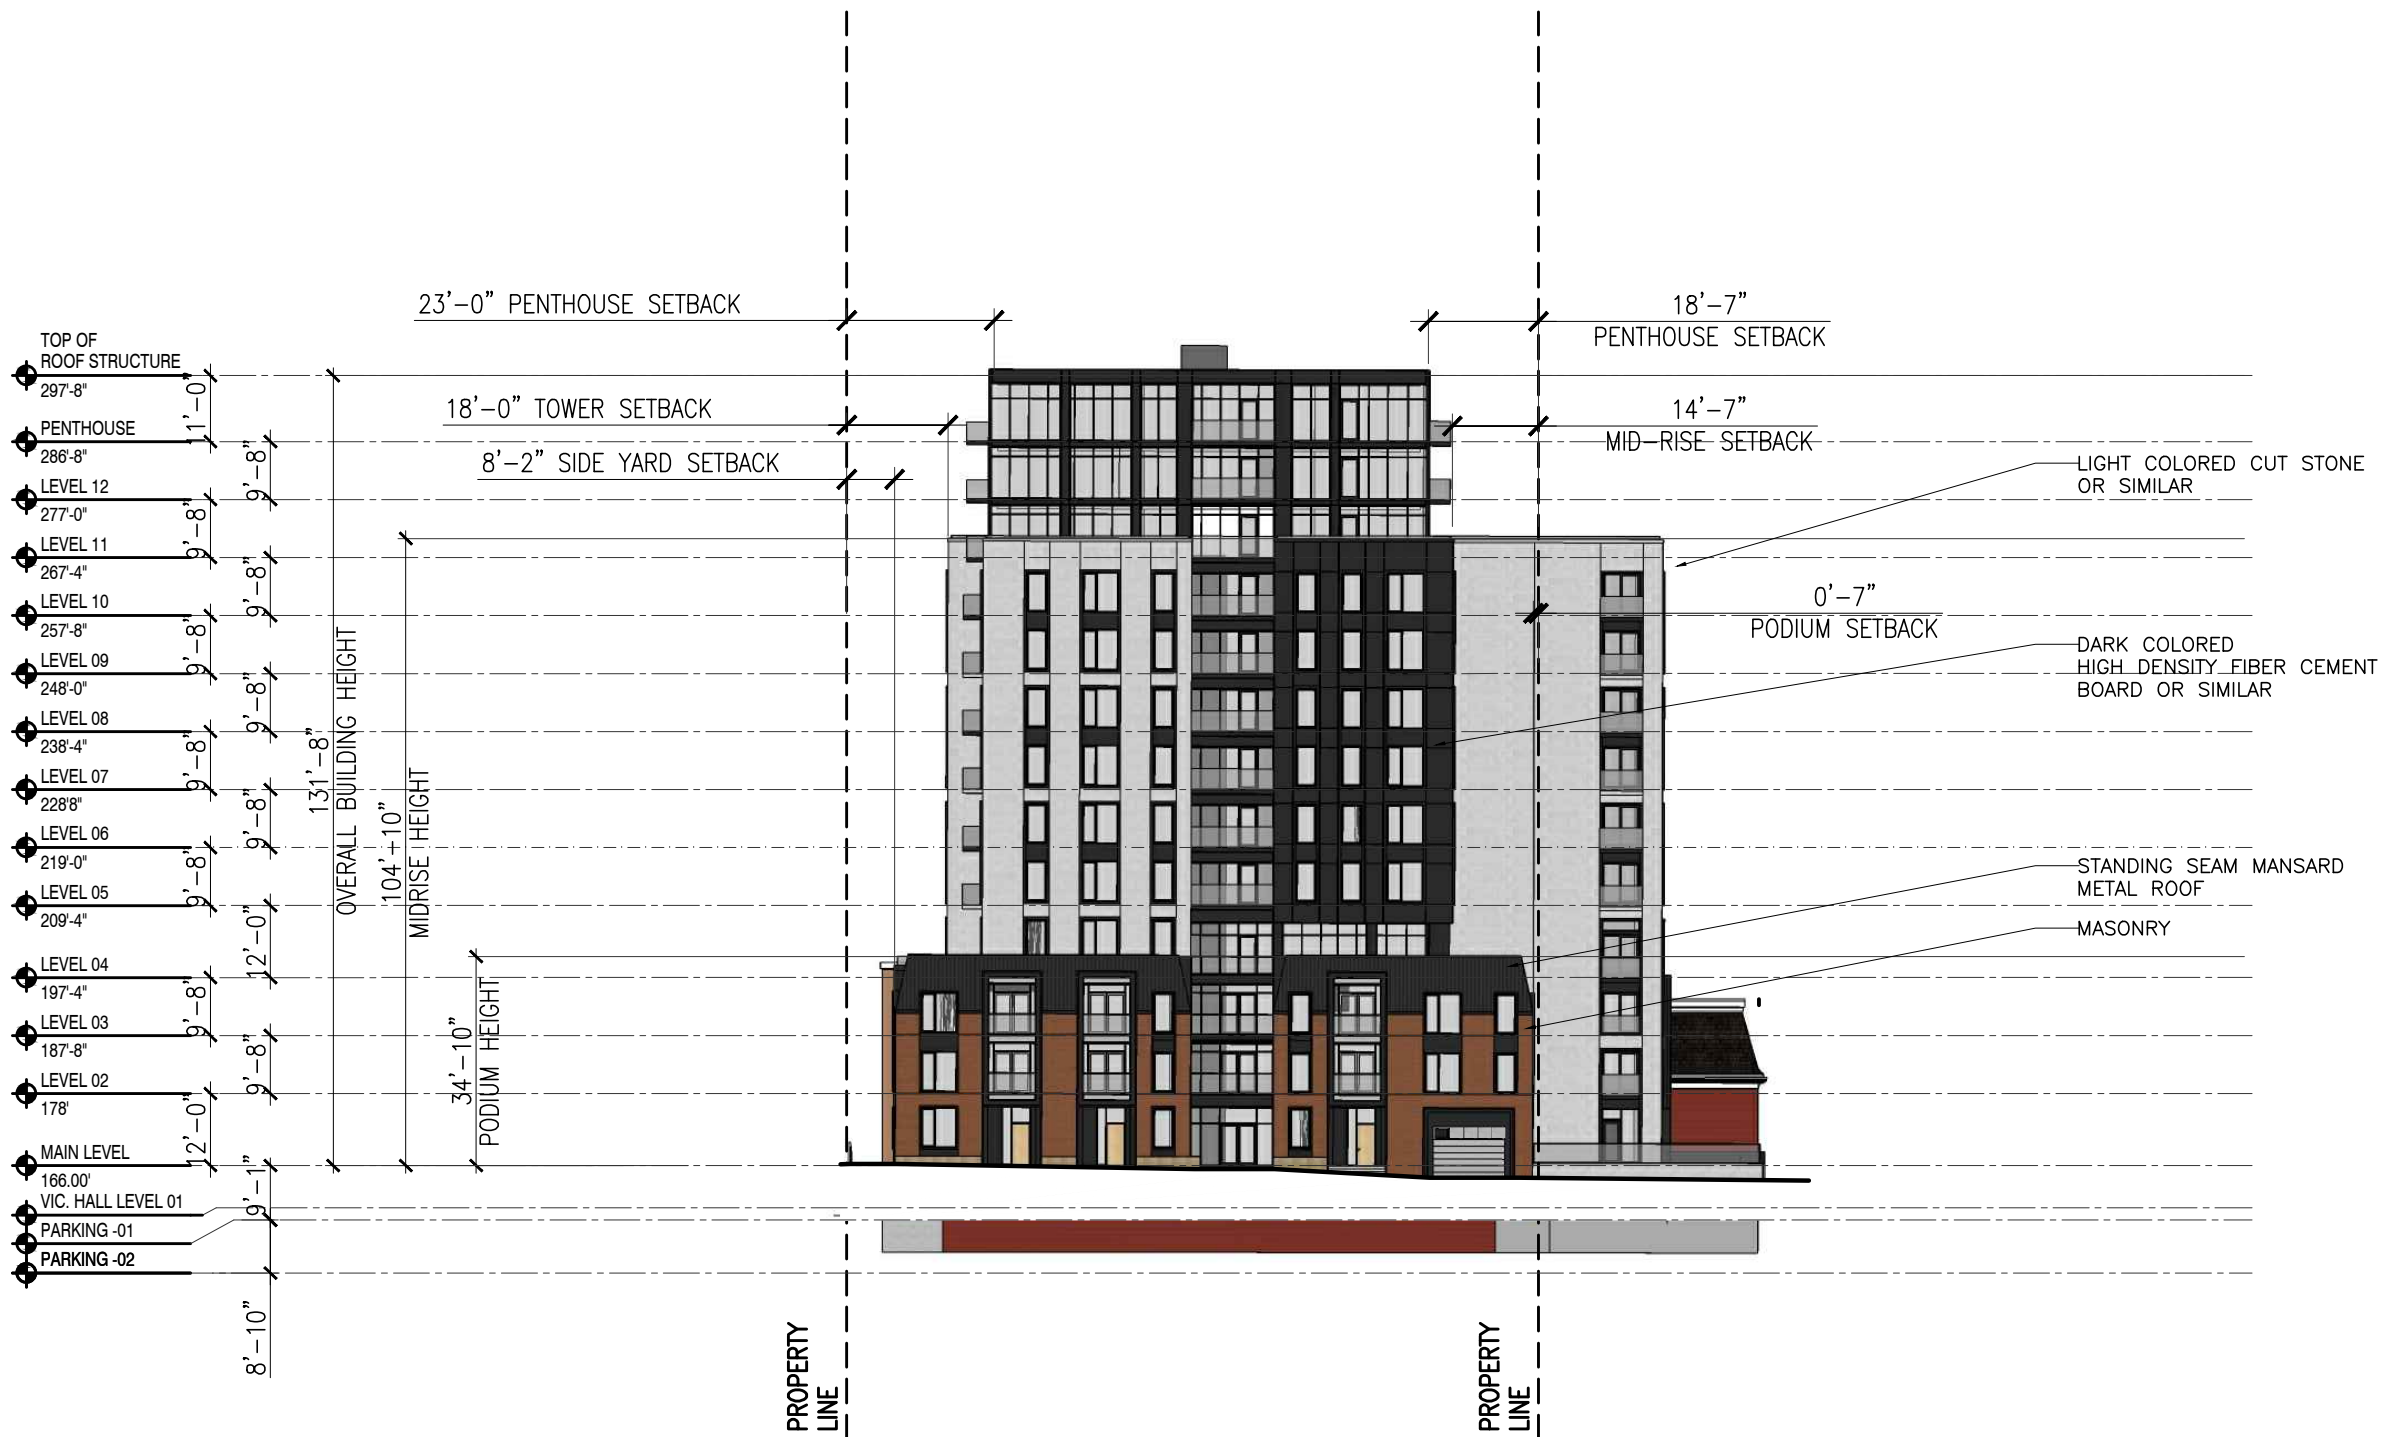 23'-0" PENTHOUSE SETBACK
18'-7"
PENTHOUSE SETBACK
18'-0" TOWER SETBACK
14'-7"
MID-RISE SETBACK
8'-2" SIDE YARD SETBACK
TOP OF
ROOF STRUCTURE
297'-8"
PENTHOUSE
286'-8"
LEVEL 12
277'-0"
LEVEL 11
267'-4"
LEVEL 10
257'-8"
LEVEL 09
248'-0"
LEVEL 08
238'-4"
LEVEL 07
228'8"
LEVEL 06
219'-0"
LEVEL 05
209'-4"
LEVEL 04
197'-4"
LEVEL 03
187'-8"
LEVEL 02
178'
MAIN LEVEL
166.00'
VIC. HALL LEVEL 01
PARKING -01
PARKING -02
9'-8"
9'-8"
9'-8"
9'-8"
9'-8"
9'-8"
9'-8"
9'-8"
12'-0"
9'-8"
9'-8"
12'-0"
9'-1"
8'-10"
131'-8"
OVERALL BUILDING HEIGHT
104'-10"
MIDRISE HEIGHT
34'-10"
PODIUM HEIGHT
LIGHT COLORED CUT STONE
OR SIMILAR
0'-7"
PODIUM SETBACK
DARK COLORED
HIGH DENSITY FIBER CEMENT
BOARD OR SIMILAR
STANDING SEAM MANSARD
METAL ROOF
MASONRY
PROPERTY
LINE
PROPERTY
LINE